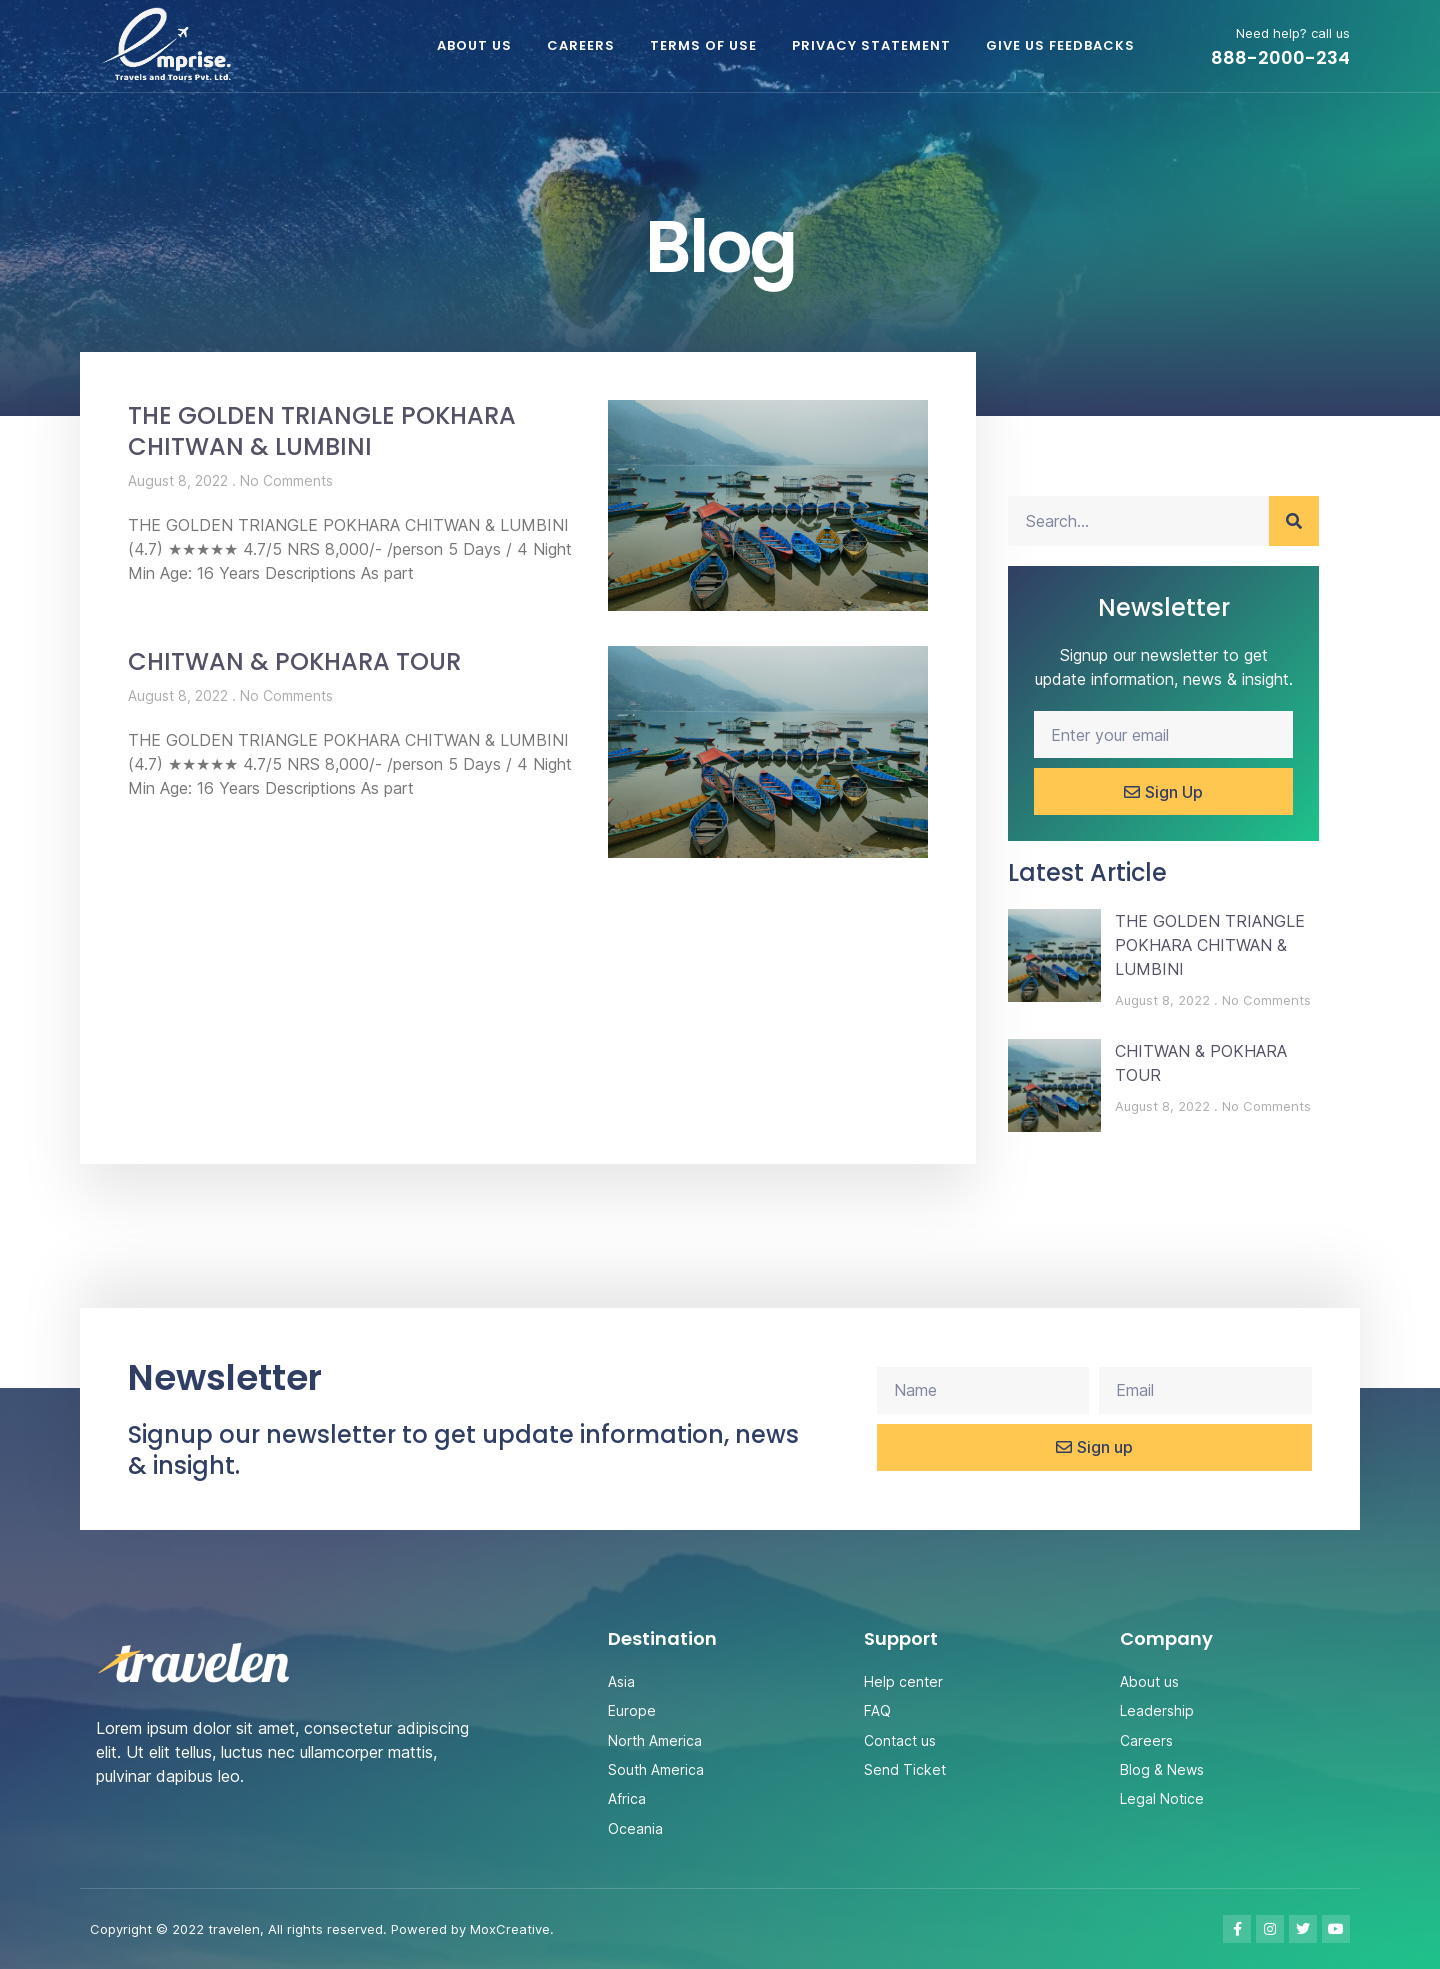 emprise.
Travels and Tours Pvt. Ltd.
ABOUT US
CAREERS
TERMS OF USE
PRIVACY STATEMENT
GIVE US FEEDBACKS
Need help? call us
888-2000-234
Blog
THE GOLDEN TRIANGLE POKHARA
CHITWAN & LUMBINI
August 8, 2022 . No Comments
THE GOLDEN TRIANGLE POKHARA CHITWAN & LUMBINI
(4.7) ★★★★★ 4.7/5 NRS 8,000/- /person 5 Days / 4 Night
Min Age: 16 Years Descriptions As part
CHITWAN & POKHARA TOUR
August 8, 2022 . No Comments
THE GOLDEN TRIANGLE POKHARA CHITWAN & LUMBINI
(4.7) ★★★★★ 4.7/5 NRS 8,000/- /person 5 Days / 4 Night
Min Age: 16 Years Descriptions As part
Search...
Newsletter
Signup our newsletter to get
update information, news & insight.
Enter your email
Sign Up
Latest Article
THE GOLDEN TRIANGLE
POKHARA CHITWAN &
LUMBINI
August 8, 2022 . No Comments
CHITWAN & POKHARA
TOUR
August 8, 2022 . No Comments
Newsletter
Signup our newsletter to get update information, news
& insight.
Name
Email
Sign up
travelen
Lorem ipsum dolor sit amet, consectetur adipiscing
elit. Ut elit tellus, luctus nec ullamcorper mattis,
pulvinar dapibus leo.
Destination
Asia
Europe
North America
South America
Africa
Oceania
Support
Help center
FAQ
Contact us
Send Ticket
Company
About us
Leadership
Careers
Blog & News
Legal Notice
Copyright © 2022 travelen, All rights reserved. Powered by MoxCreative.